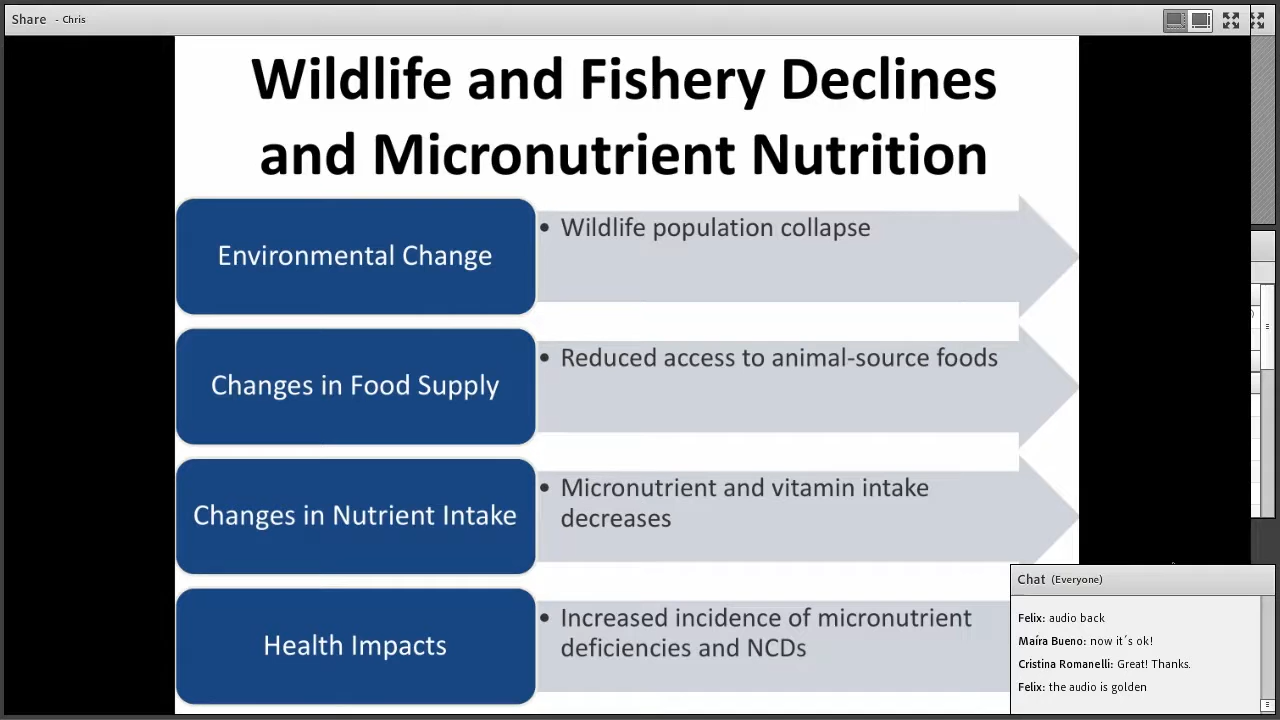 Share - Chris
Wildlife and Fishery Declines
and Micronutrient Nutrition
Environmental Change
• Wildlife population collapse
Changes in Food Supply
• Reduced access to animal-source foods
Changes in Nutrient Intake
• Micronutrient and vitamin intake
decreases
Health Impacts
• Increased incidence of micronutrient
deficiencies and NCDs
Chat (Everyone)
Felix: audio back
Maíra Bueno: now it´s ok!
Cristina Romanelli: Great! Thanks.
Felix: the audio is golden